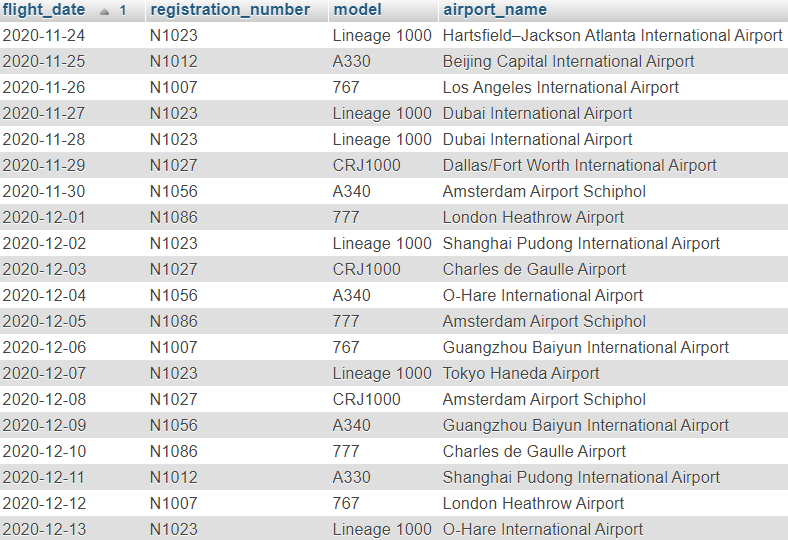 flight_date 1 registration_number model airport_name
2020-11-24 N1023 Lineage 1000 Hartsfield–Jackson Atlanta International Airport
2020-11-25 N1012 A330 Beijing Capital International Airport
2020-11-26 N1007 767 Los Angeles International Airport
2020-11-27 N1023 Lineage 1000 Dubai International Airport
2020-11-28 N1023 Lineage 1000 Dubai International Airport
2020-11-29 N1027 CRJ1000 Dallas/Fort Worth International Airport
2020-11-30 N1056 A340 Amsterdam Airport Schiphol
2020-12-01 N1086 777 London Heathrow Airport
2020-12-02 N1023 Lineage 1000 Shanghai Pudong International Airport
2020-12-03 N1027 CRJ1000 Charles de Gaulle Airport
2020-12-04 N1056 A340 O-Hare International Airport
2020-12-05 N1086 777 Amsterdam Airport Schiphol
2020-12-06 N1007 767 Guangzhou Baiyun International Airport
2020-12-07 N1023 Lineage 1000 Tokyo Haneda Airport
2020-12-08 N1027 CRJ1000 Amsterdam Airport Schiphol
2020-12-09 N1056 A340 Guangzhou Baiyun International Airport
2020-12-10 N1086 777 Charles de Gaulle Airport
2020-12-11 N1012 A330 Shanghai Pudong International Airport
2020-12-12 N1007 767 London Heathrow Airport
2020-12-13 N1023 Lineage 1000 O-Hare International Airport